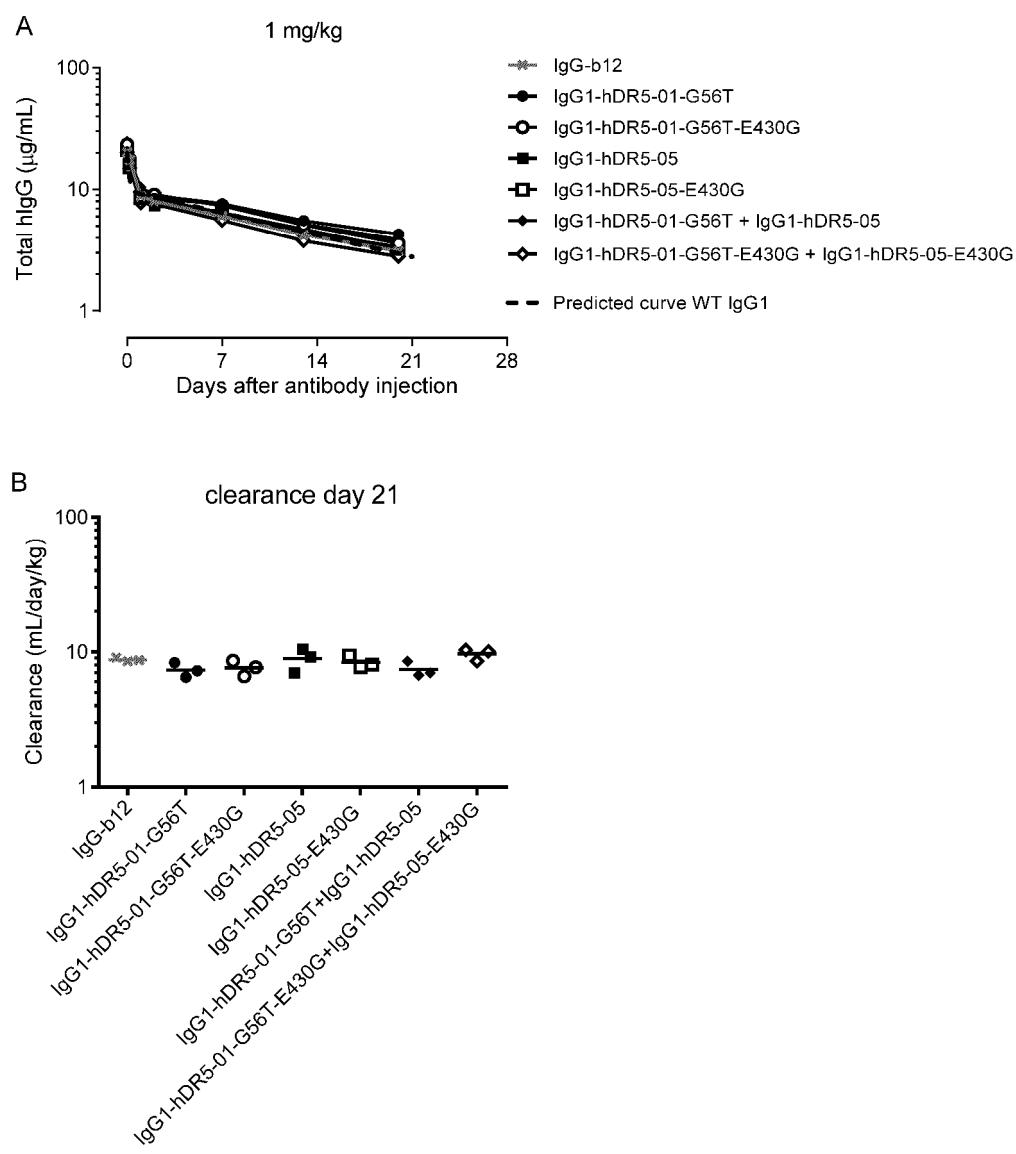 A
1 mg/kg
100
10
1
Total hIgG (µg/mL)
0 7 14 21 28
Days after antibody injection
IgG-b12
IgG1-hDR5-01-G56T
IgG1-hDR5-01-G56T-E430G
IgG1-hDR5-05
IgG1-hDR5-05-E430G
IgG1-hDR5-01-G56T + IgG1-hDR5-05
IgG1-hDR5-01-G56T-E430G + IgG1-hDR5-05-E430G
Predicted curve WT IgG1
B
clearance day 21
100
10
1
Clearance (mL/day/kg)
IgG-b12
IgG1-hDR5-01-G56T
IgG1-hDR5-01-G56T-E430G
IgG1-hDR5-05
IgG1-hDR5-05-E430G
IgG1-hDR5-01-G56T+IgG1-hDR5-05
IgG1-hDR5-01-G56T-E430G+IgG1-hDR5-05-E430G